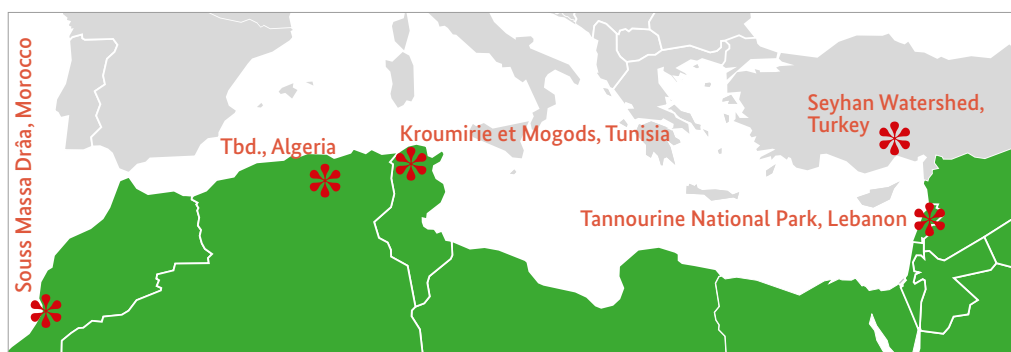 Souss Massa Drâa, Morocco
Tbd., Algeria
Kroumirie et Mogods, Tunisia
Seyhan Watershed,
Turkey
Tannourine National Park, Lebanon